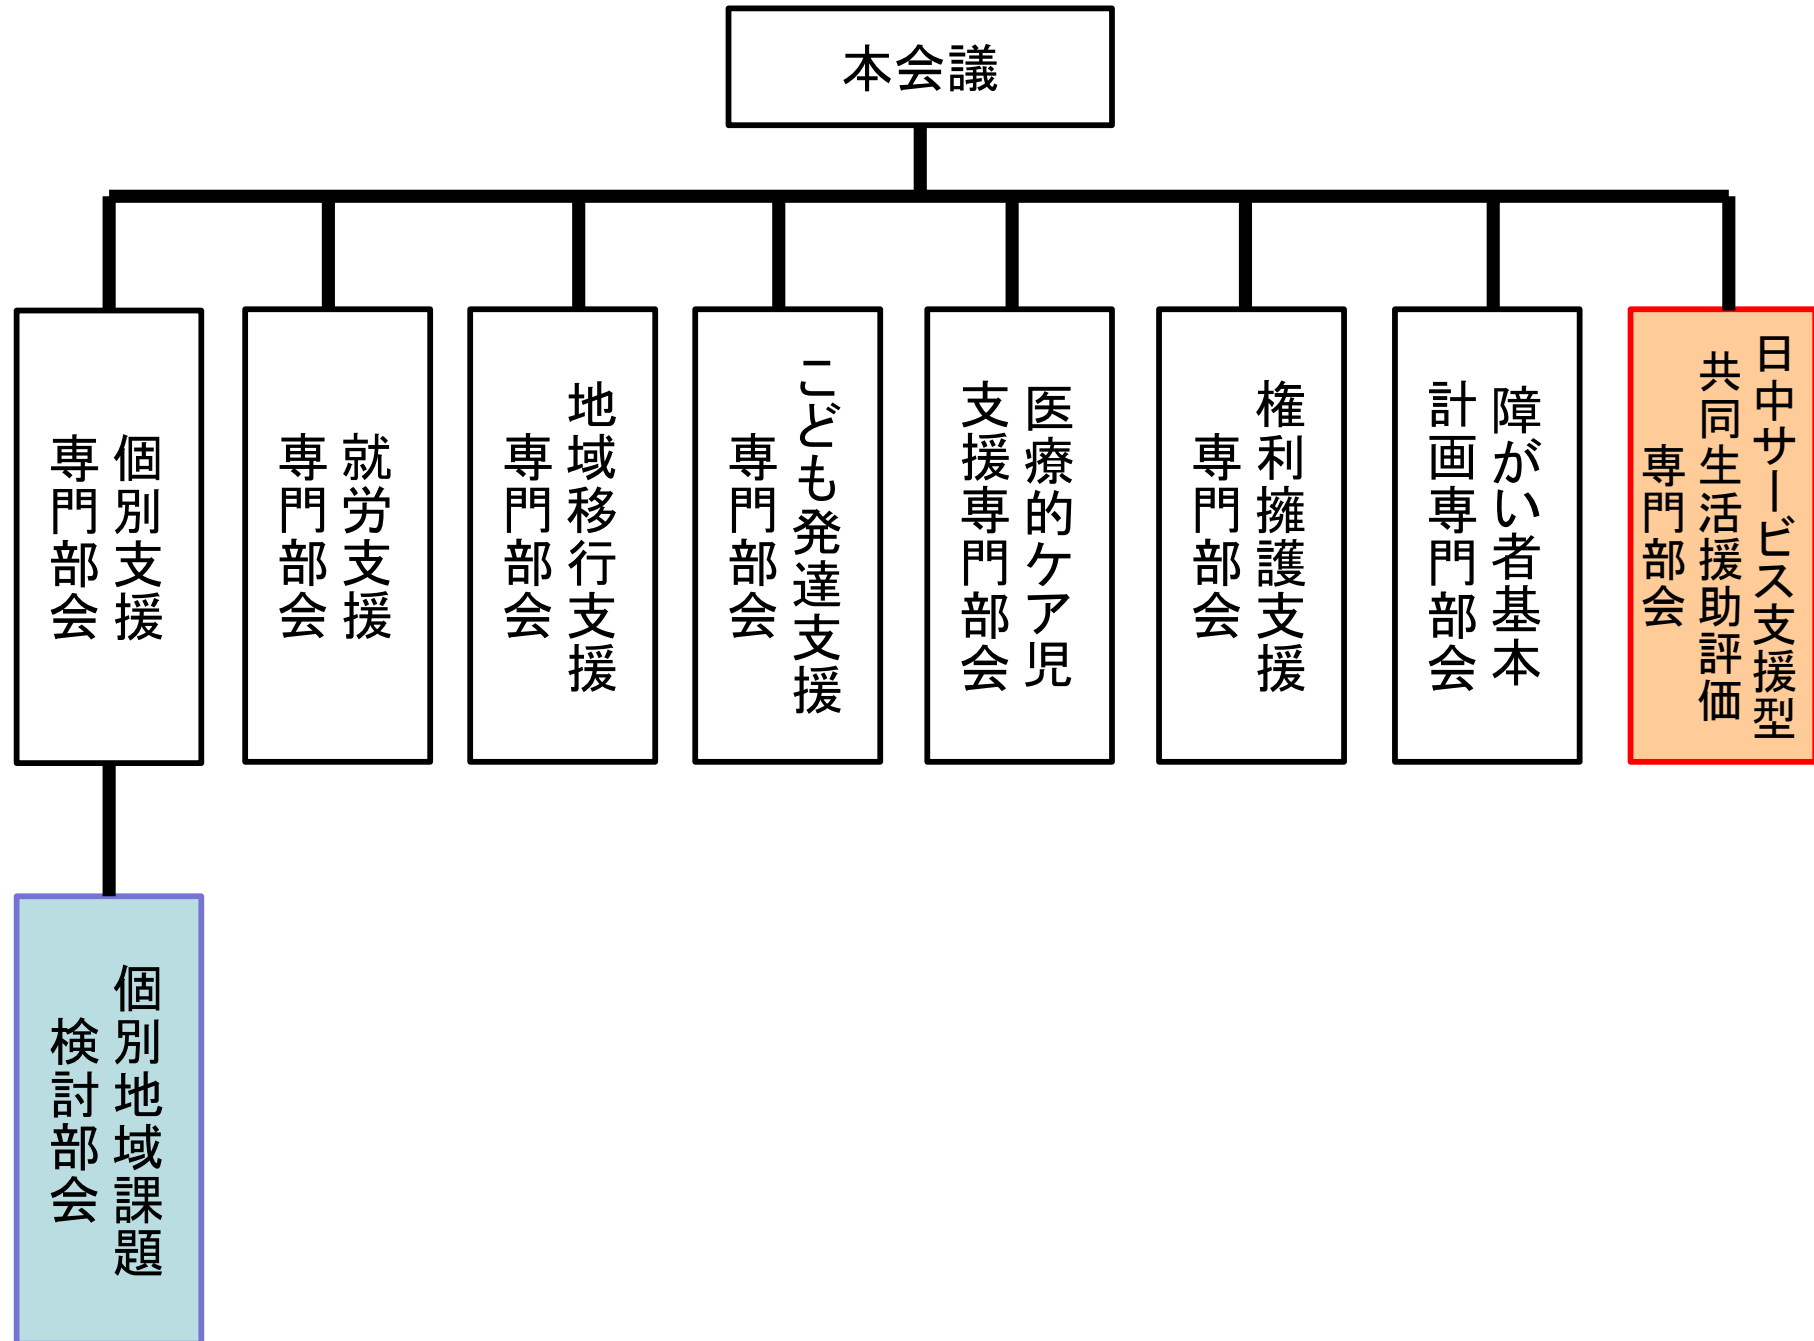 本会議
個別支援
専門部会
就労支援
専門部会
地域移行支援
専門部会
こども発達支援
専門部会
医療的ケア児
支援専門部会
権利擁護支援
専門部会
障がい者基本
計画専門部会
日中サービス支援型
共同生活援助評価
専門部会
個別地域課題
検討部会